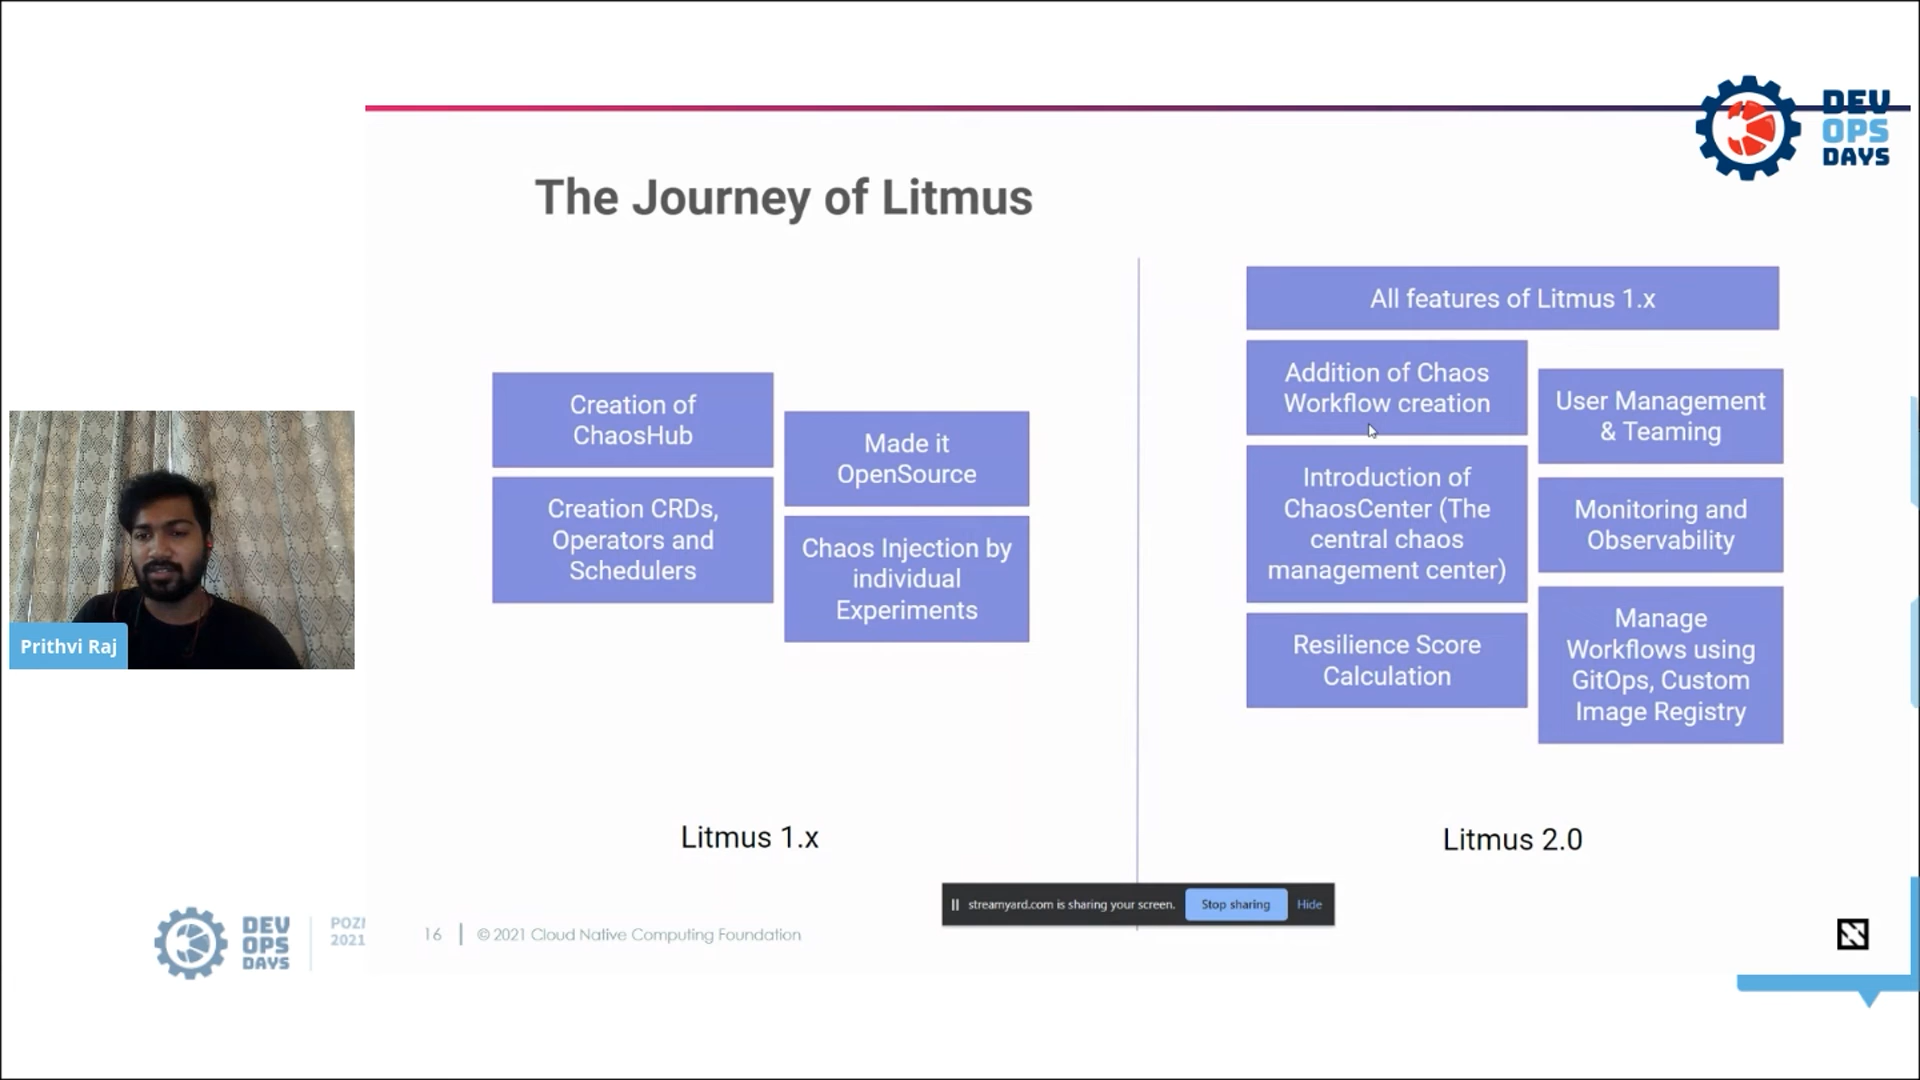 DEV
OPS
DAYS
The Journey of Litmus
Creation of
ChaosHub
Creation CRDs,
Operators and
Schedulers
Made it
OpenSource
Chaos Injection by
individual
Experiments
Litmus 1.x
All features of Litmus 1.x
Addition of Chaos
Workflow creation
Introduction of
ChaosCenter (The
central chaos
management center)
Resilience Score
Calculation
User Management
& Teaming
Monitoring and
Observability
Manage
Workflows using
GitOps, Custom
Image Registry
Litmus 2.0
Prithvi Raj
streamyard.com is sharing your screen.
Stop sharing
Hide
DEV
OPS
DAYS
2021
16
© 2021 Cloud Native Computing Foundation